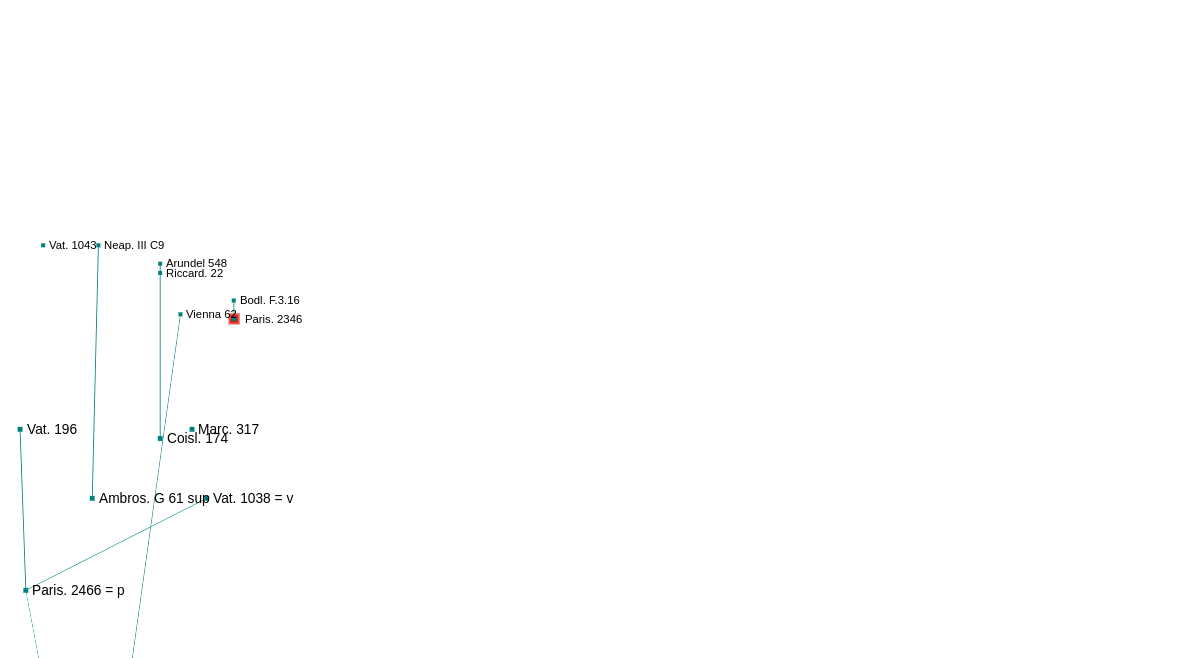 Vat. 1043
Neap. III C9
Arundel 548
Riccard. 22
Bodl. F.3.16
Vienna 62
Paris. 2346
Vat. 196
Marc. 317
Coisl. 174
Ambros. G 61 sup
Vat. 1038 = v
Paris. 2466 = p